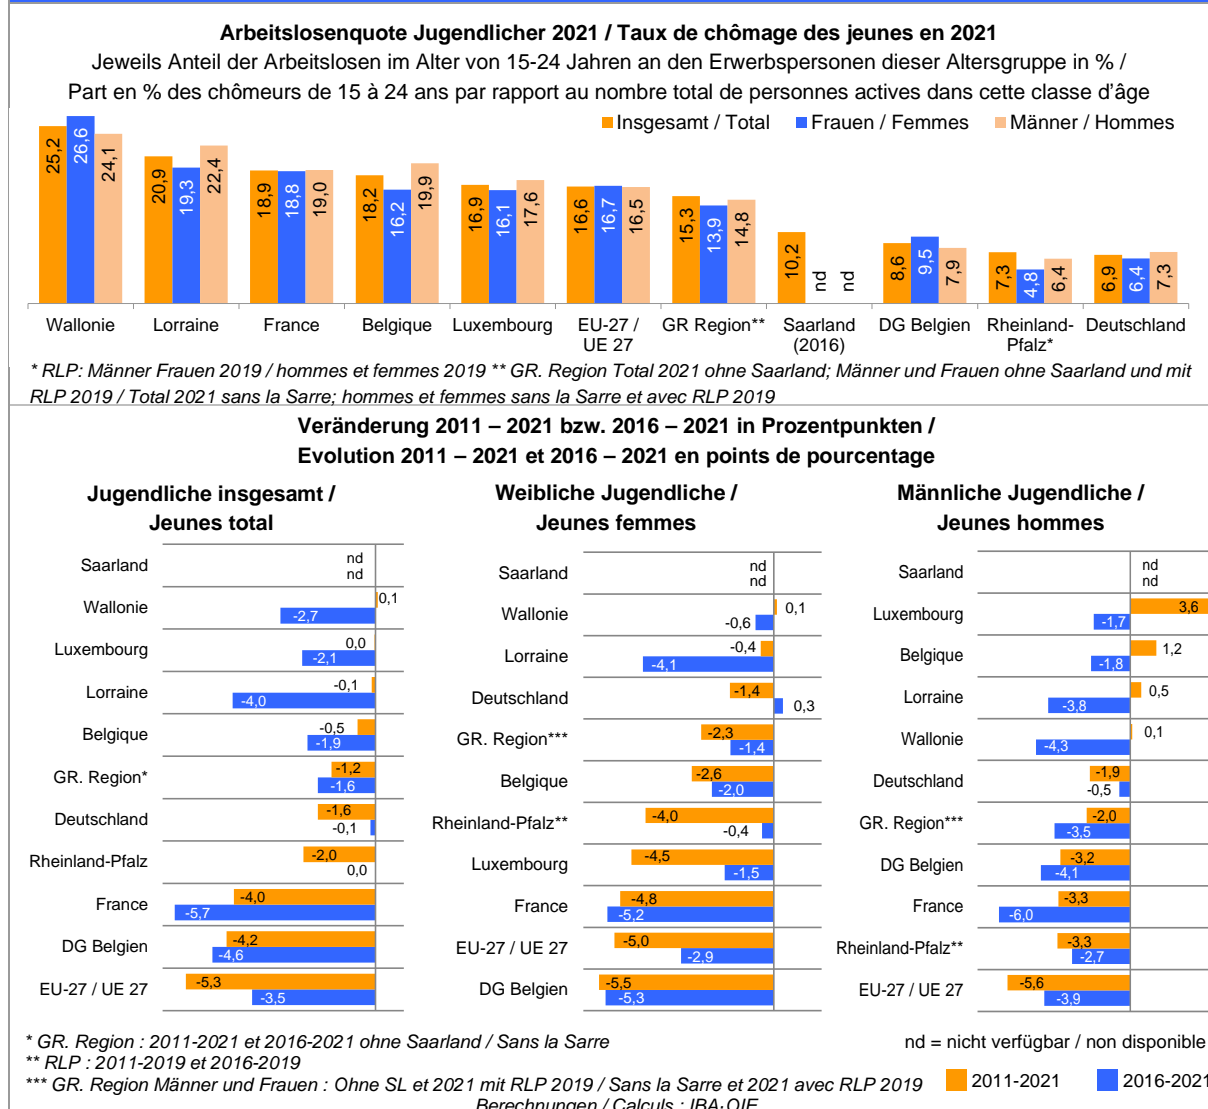 Arbeitslosenquote Jugendlicher 2021 / Taux de chômage des jeunes en 2021
Jeweils Anteil der Arbeitslosen im Alter von 15-24 Jahren an den Erwerbspersonen dieser Altersgruppe in % /
Part en % des chômeurs de 15 à 24 ans par rapport au nombre total de personnes actives dans cette classe d'âge
Insgesamt / Total Frauen / Femmes Männer / Hommes
25,2 26,6 24,1 20,9 19,3 22,4 18,9 18,8 19,0 18,2 16,2 19,9 16,9 16,1 17,6 16,6 16,7 16,5 15,3 13,9 14,8 10,2 nd nd 8,6 9,5 7,9 7,3 4,8 6,4 6,9 6,4 7,3
Wallonie Lorraine France Belgique Luxembourg EU-27 / GR Region** Saarland DG Belgien Rheinland- Deutschland
UE 27 (2016) Pfalz*
* RLP: Männer Frauen 2019 / hommes et femmes 2019 ** GR. Region Total 2021 ohne Saarland; Männer und Frauen ohne Saarland und mit
RLP 2019 / Total 2021 sans la Sarre; hommes et femmes sans la Sarre et avec RLP 2019
Veränderung 2011 – 2021 bzw. 2016 – 2021 in Prozentpunkten /
Evolution 2011 – 2021 et 2016 – 2021 en points de pourcentage
Jugendliche insgesamt /
Jeunes total
Saarland nd
nd
Wallonie 0,1
-2,7
Luxembourg 0,0
-2,1
Lorraine -0,1
-4,0
Belgique -0,5
-1,9
GR. Region* -1,2
-1,6
Deutschland -1,6
-0,1
Rheinland-Pfalz -2,0
0,0
France -4,0
-5,7
DG Belgien -4,2
-4,6
EU-27 / UE 27 -5,3
-3,5
Weibliche Jugendliche /
Jeunes femmes
Saarland nd
nd
Wallonie 0,1
-0,6
Lorraine -0,4
-4,1
Deutschland -1,4
0,3
GR. Region*** -2,3
-1,4
Belgique -2,6
-2,0
Rheinland-Pfalz** -4,0
-0,4
Luxembourg -4,5
-1,5
France -4,8
-5,2
EU-27 / UE 27 -5,0
-2,9
DG Belgien -5,5
-5,3
Männliche Jugendliche /
Jeunes hommes
Saarland nd
nd
Luxembourg 3,6
-1,7
Belgique 1,2
-1,8
Lorraine 0,5
-3,8
Wallonie 0,1
-4,3
Deutschland -1,9
-0,5
GR. Region*** -2,0
-3,5
DG Belgien -3,2
-4,1
France -3,3
-6,0
Rheinland-Pfalz** -3,3
-2,7
EU-27 / UE 27 -5,6
-3,9
* GR. Region : 2011-2021 et 2016-2021 ohne Saarland / Sans la Sarre
nd = nicht verfügbar / non disponible
** RLP : 2011-2019 et 2016-2019
*** GR. Region Männer und Frauen : Ohne SL et 2021 mit RLP 2019 / Sans la Sarre et 2021 avec RLP 2019
2011-2021 2016-2021
Berechnungen / Calculs : IBA·OIE